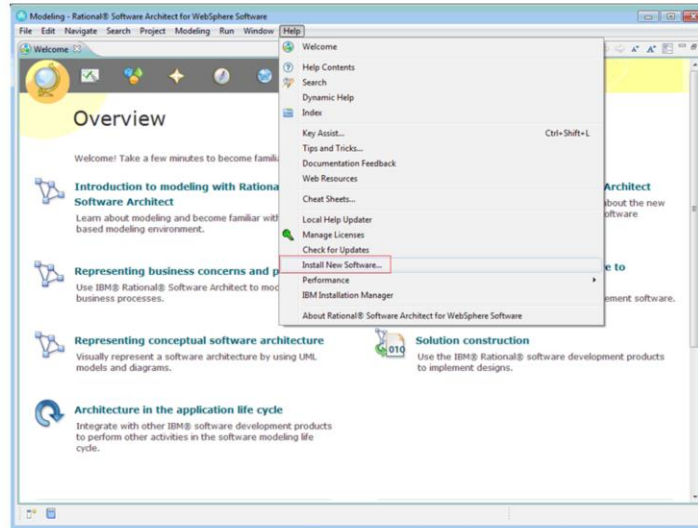 Modeling - Rational® Software Architect for WebSphere Software
File Edit Navigate Search Project Modeling Run Window Help
Welcome
Welcome
Help Contents
Search
Dynamic Help
Index
Key Assist... Ctrl+Shift+L
Tips and Tricks...
Documentation Feedback
Web Resources
Cheat Sheets...
Local Help Updater
Manage Licenses
Check for Updates
Install New Software...
Performance
IBM Installation Manager
About Rational® Software Architect for WebSphere Software
Overview
Welcome! Take a few minutes to become famili
Introduction to modeling with Rationa
Software Architect
Learn about modeling and become familiar with
based modeling environment.
Architect
about the new
oftware
Representing business concerns and p
Use IBM® Rational® Software Architect to mod
business processes.
e to
ement software.
Representing conceptual software architecture
Visually represent a software architecture by using UML
models and diagrams.
010
Solution construction
Use the IBM® Rational® software development products
to implement designs.
Architecture in the application life cycle
Integrate with other IBM® software development products
to perform other activities in the software modeling life
cycle.